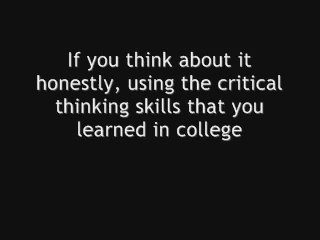 If you think about it
honestly, using the critical
thinking skills that you
learned in college